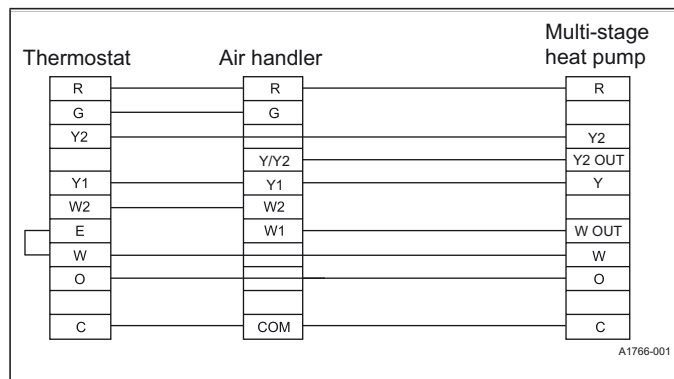 Multi-stage
Thermostat Air handler heat pump
R R R
G G
Y2 Y2
Y/Y2 Y2 OUT
Y1 Y1 Y
W2 W2
E W1 W OUT
W W
O O
C COM C
A1766-001